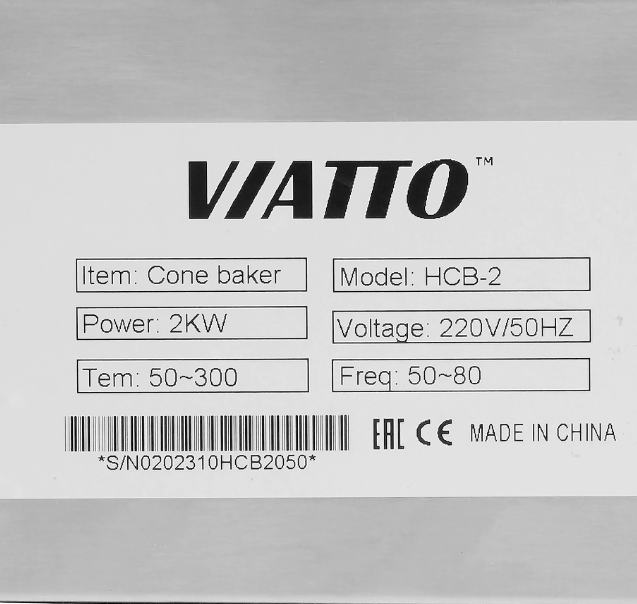 VIATTO™
Item: Cone baker
Model: HCB-2
Power: 2KW
Voltage: 220V/50HZ
Tem: 50~300
Freq: 50~80
EAC CE MADE IN CHINA
*S/N0202310HCB2050*